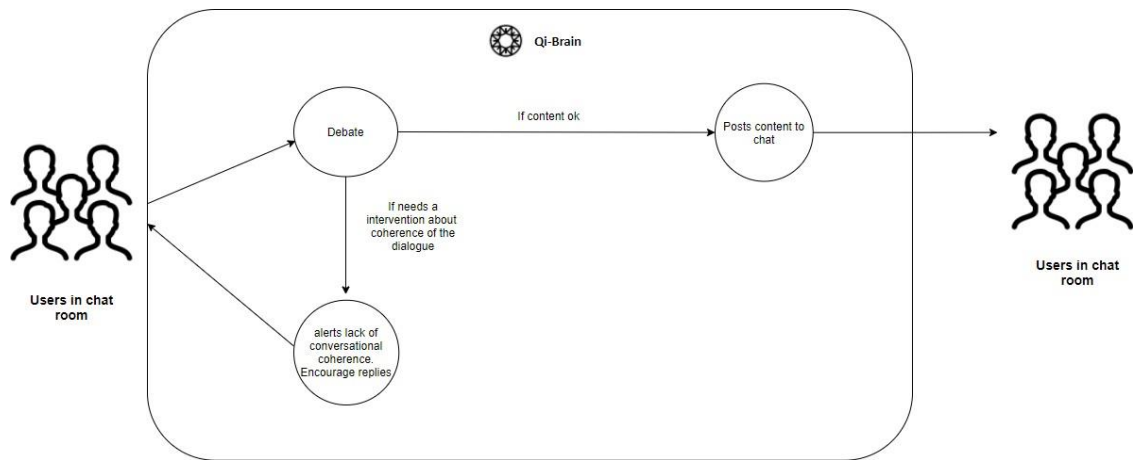 Qi-Brain
Debate
If content ok
Posts content to
chat
If needs a
intervention about
coherence of the
dialogue
Users in chat
room
Users in chat
room
alerts lack of
conversational
coherence.
Encourage replies